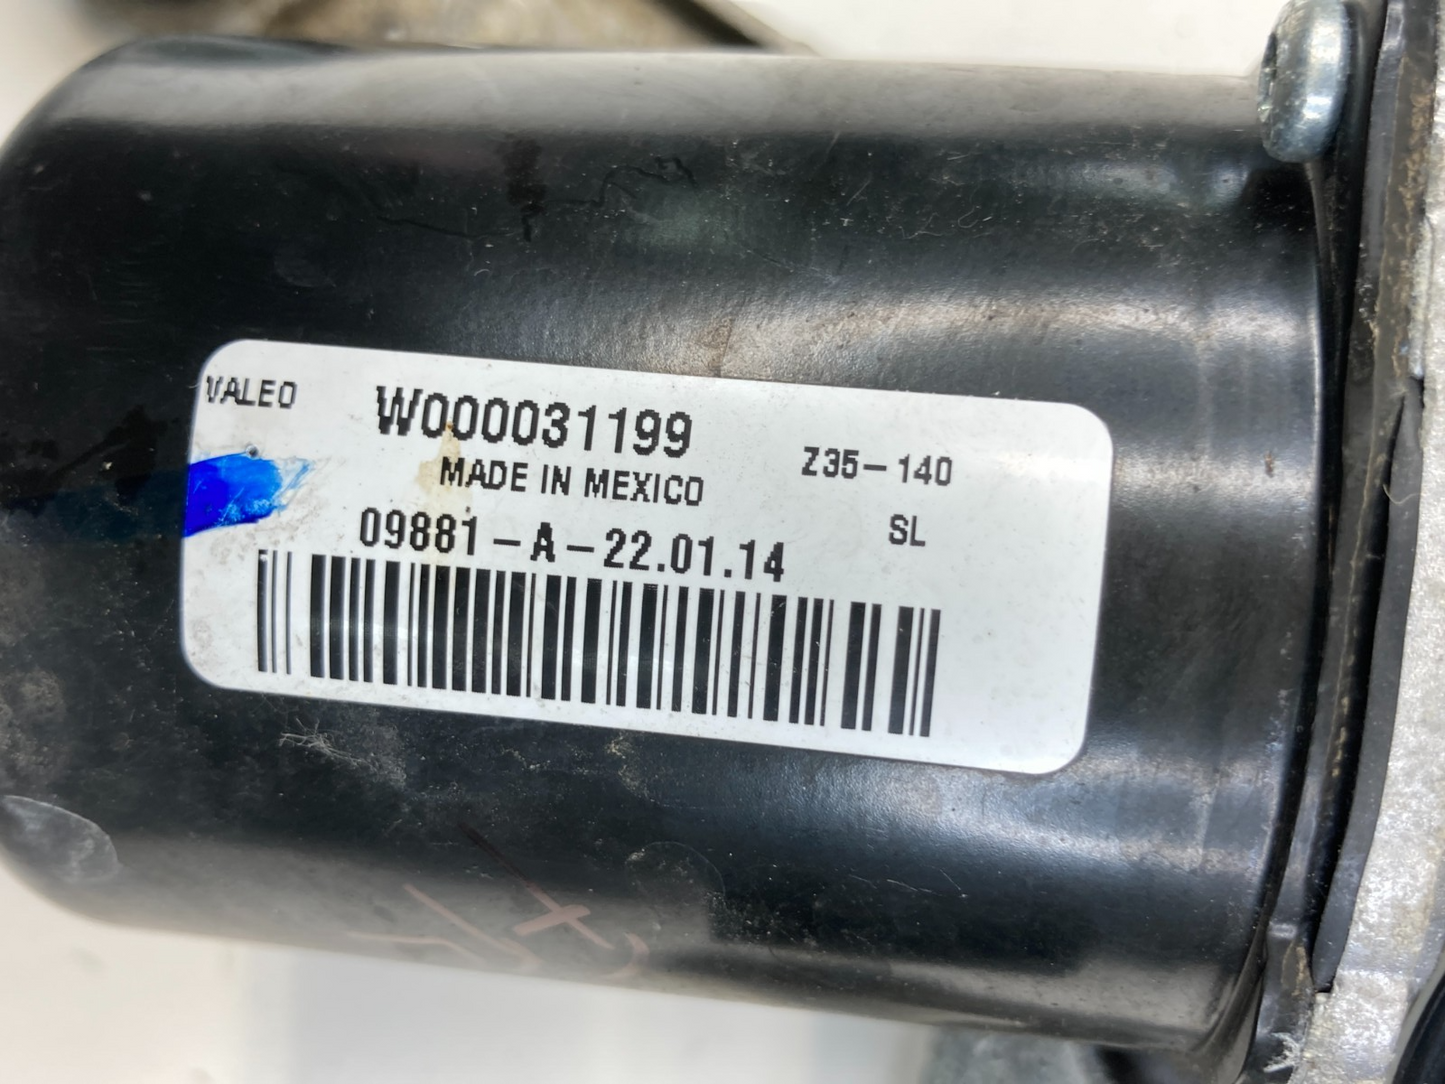 VALEO
W000031199
MADE IN MEXICO
Z35-140
09881-A-22.01.14
SL